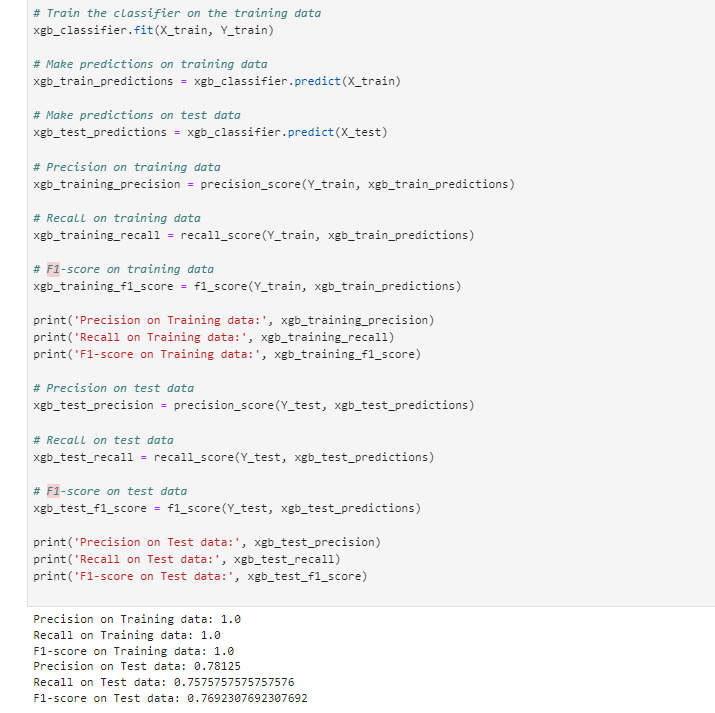 # Train the classifier on the training data
xgb_classifier.fit(X_train, Y_train)
# Make predictions on training data
xgb_train_predictions = xgb_classifier.predict(X_train)
# Make predictions on test data
xgb_test_predictions = xgb_classifier.predict(X_test)
# Precision on training data
xgb_training_precision = precision_score(Y_train, xgb_train_predictions)
# Recall on training data
xgb_training_recall = recall_score(Y_train, xgb_train_predictions)
# F1-score on training data
xgb_training_f1_score = f1_score(Y_train, xgb_train_predictions)
print('Precision on Training data:', xgb_training_precision)
print('Recall on Training data:', xgb_training_recall)
print('F1-score on Training data:', xgb_training_f1_score)
# Precision on test data
xgb_test_precision = precision_score(Y_test, xgb_test_predictions)
# Recall on test data
xgb_test_recall = recall_score(Y_test, xgb_test_predictions)
# F1-score on test data
xgb_test_f1_score = f1_score(Y_test, xgb_test_predictions)
print('Precision on Test data:', xgb_test_precision)
print('Recall on Test data:', xgb_test_recall)
print('F1-score on Test data:', xgb_test_f1_score)
Precision on Training data: 1.0
Recall on Training data: 1.0
F1-score on Training data: 1.0
Precision on Test data: 0.78125
Recall on Test data: 0.7575757575757576
F1-score on Test data: 0.7692307692307692